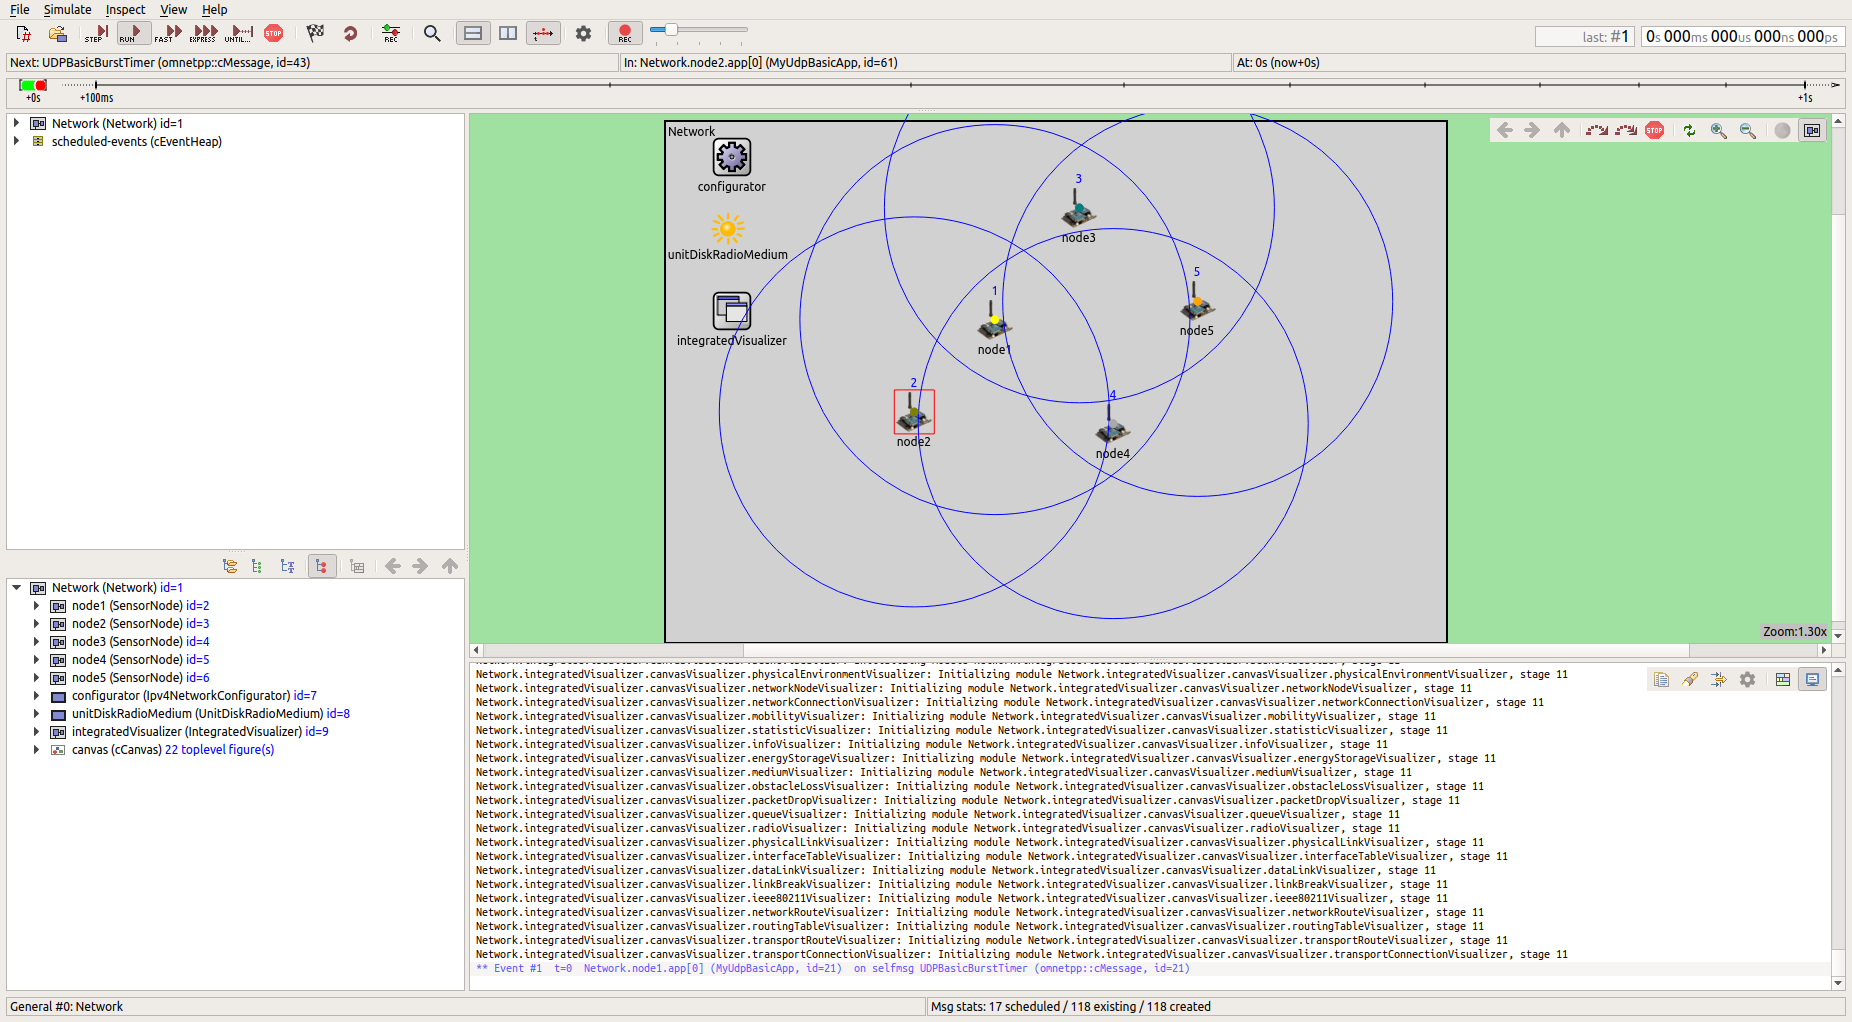 File Simulate Inspect View Help
STEP RUN FAST EXPRESS UNTIL... STOP REC REC
last: #1 0s 000ms 000us 000ns 000ps
Next: UDPBasicBurstTimer (omnetpp::cMessage, id=43) In: Network.node2.app[0] (MyUdpBasicApp, id=61) At: 0s (now+0s)
+0s +100ms +1s
Network (Network) id=1
scheduled-events (cEventHeap)
Network
configurator
unitDiskRadioMedium
integratedVisualizer
3
node3
5
node5
1
node1
2
node2
4
node4
STOP
Zoom:1.30x
Network (Network) id=1
node1 (SensorNode) id=2
node2 (SensorNode) id=3
node3 (SensorNode) id=4
node4 (SensorNode) id=5
node5 (SensorNode) id=6
configurator (Ipv4NetworkConfigurator) id=7
unitDiskRadioMedium (UnitDiskRadioMedium) id=8
integratedVisualizer (IntegratedVisualizer) id=9
canvas (cCanvas) 22 toplevel figure(s)
Network.integratedVisualizer.canvasVisualizer.physicalEnvironmentVisualizer: Initializing module Network.integratedVisualizer.canvasVisualizer.physicalEnvironmentVisualizer, stage 11
Network.integratedVisualizer.canvasVisualizer.networkNodeVisualizer: Initializing module Network.integratedVisualizer.canvasVisualizer.networkNodeVisualizer, stage 11
Network.integratedVisualizer.canvasVisualizer.networkConnectionVisualizer: Initializing module Network.integratedVisualizer.canvasVisualizer.networkConnectionVisualizer, stage 11
Network.integratedVisualizer.canvasVisualizer.mobilityVisualizer: Initializing module Network.integratedVisualizer.canvasVisualizer.mobilityVisualizer, stage 11
Network.integratedVisualizer.canvasVisualizer.statisticVisualizer: Initializing module Network.integratedVisualizer.canvasVisualizer.statisticVisualizer, stage 11
Network.integratedVisualizer.canvasVisualizer.infoVisualizer: Initializing module Network.integratedVisualizer.canvasVisualizer.infoVisualizer, stage 11
Network.integratedVisualizer.canvasVisualizer.energyStorageVisualizer: Initializing module Network.integratedVisualizer.canvasVisualizer.energyStorageVisualizer, stage 11
Network.integratedVisualizer.canvasVisualizer.mediumVisualizer: Initializing module Network.integratedVisualizer.canvasVisualizer.mediumVisualizer, stage 11
Network.integratedVisualizer.canvasVisualizer.obstacleLossVisualizer: Initializing module Network.integratedVisualizer.canvasVisualizer.obstacleLossVisualizer, stage 11
Network.integratedVisualizer.canvasVisualizer.packetDropVisualizer: Initializing module Network.integratedVisualizer.canvasVisualizer.packetDropVisualizer, stage 11
Network.integratedVisualizer.canvasVisualizer.queueVisualizer: Initializing module Network.integratedVisualizer.canvasVisualizer.queueVisualizer, stage 11
Network.integratedVisualizer.canvasVisualizer.radioVisualizer: Initializing module Network.integratedVisualizer.canvasVisualizer.radioVisualizer, stage 11
Network.integratedVisualizer.canvasVisualizer.physicalLinkVisualizer: Initializing module Network.integratedVisualizer.canvasVisualizer.physicalLinkVisualizer, stage 11
Network.integratedVisualizer.canvasVisualizer.interfaceTableVisualizer: Initializing module Network.integratedVisualizer.canvasVisualizer.interfaceTableVisualizer, stage 11
Network.integratedVisualizer.canvasVisualizer.dataLinkVisualizer: Initializing module Network.integratedVisualizer.canvasVisualizer.dataLinkVisualizer, stage 11
Network.integratedVisualizer.canvasVisualizer.linkBreakVisualizer: Initializing module Network.integratedVisualizer.canvasVisualizer.linkBreakVisualizer, stage 11
Network.integratedVisualizer.canvasVisualizer.ieee80211Visualizer: Initializing module Network.integratedVisualizer.canvasVisualizer.ieee80211Visualizer, stage 11
Network.integratedVisualizer.canvasVisualizer.networkRouteVisualizer: Initializing module Network.integratedVisualizer.canvasVisualizer.networkRouteVisualizer, stage 11
Network.integratedVisualizer.canvasVisualizer.routingTableVisualizer: Initializing module Network.integratedVisualizer.canvasVisualizer.routingTableVisualizer, stage 11
Network.integratedVisualizer.canvasVisualizer.transportRouteVisualizer: Initializing module Network.integratedVisualizer.canvasVisualizer.transportRouteVisualizer, stage 11
Network.integratedVisualizer.canvasVisualizer.transportConnectionVisualizer: Initializing module Network.integratedVisualizer.canvasVisualizer.transportConnectionVisualizer, stage 11
** Event #1 t=0 Network.node1.app[0] (MyUdpBasicApp, id=21) on selfmsg UDPBasicBurstTimer (omnetpp::cMessage, id=21)
General #0: Network Msg stats: 17 scheduled / 118 existing / 118 created